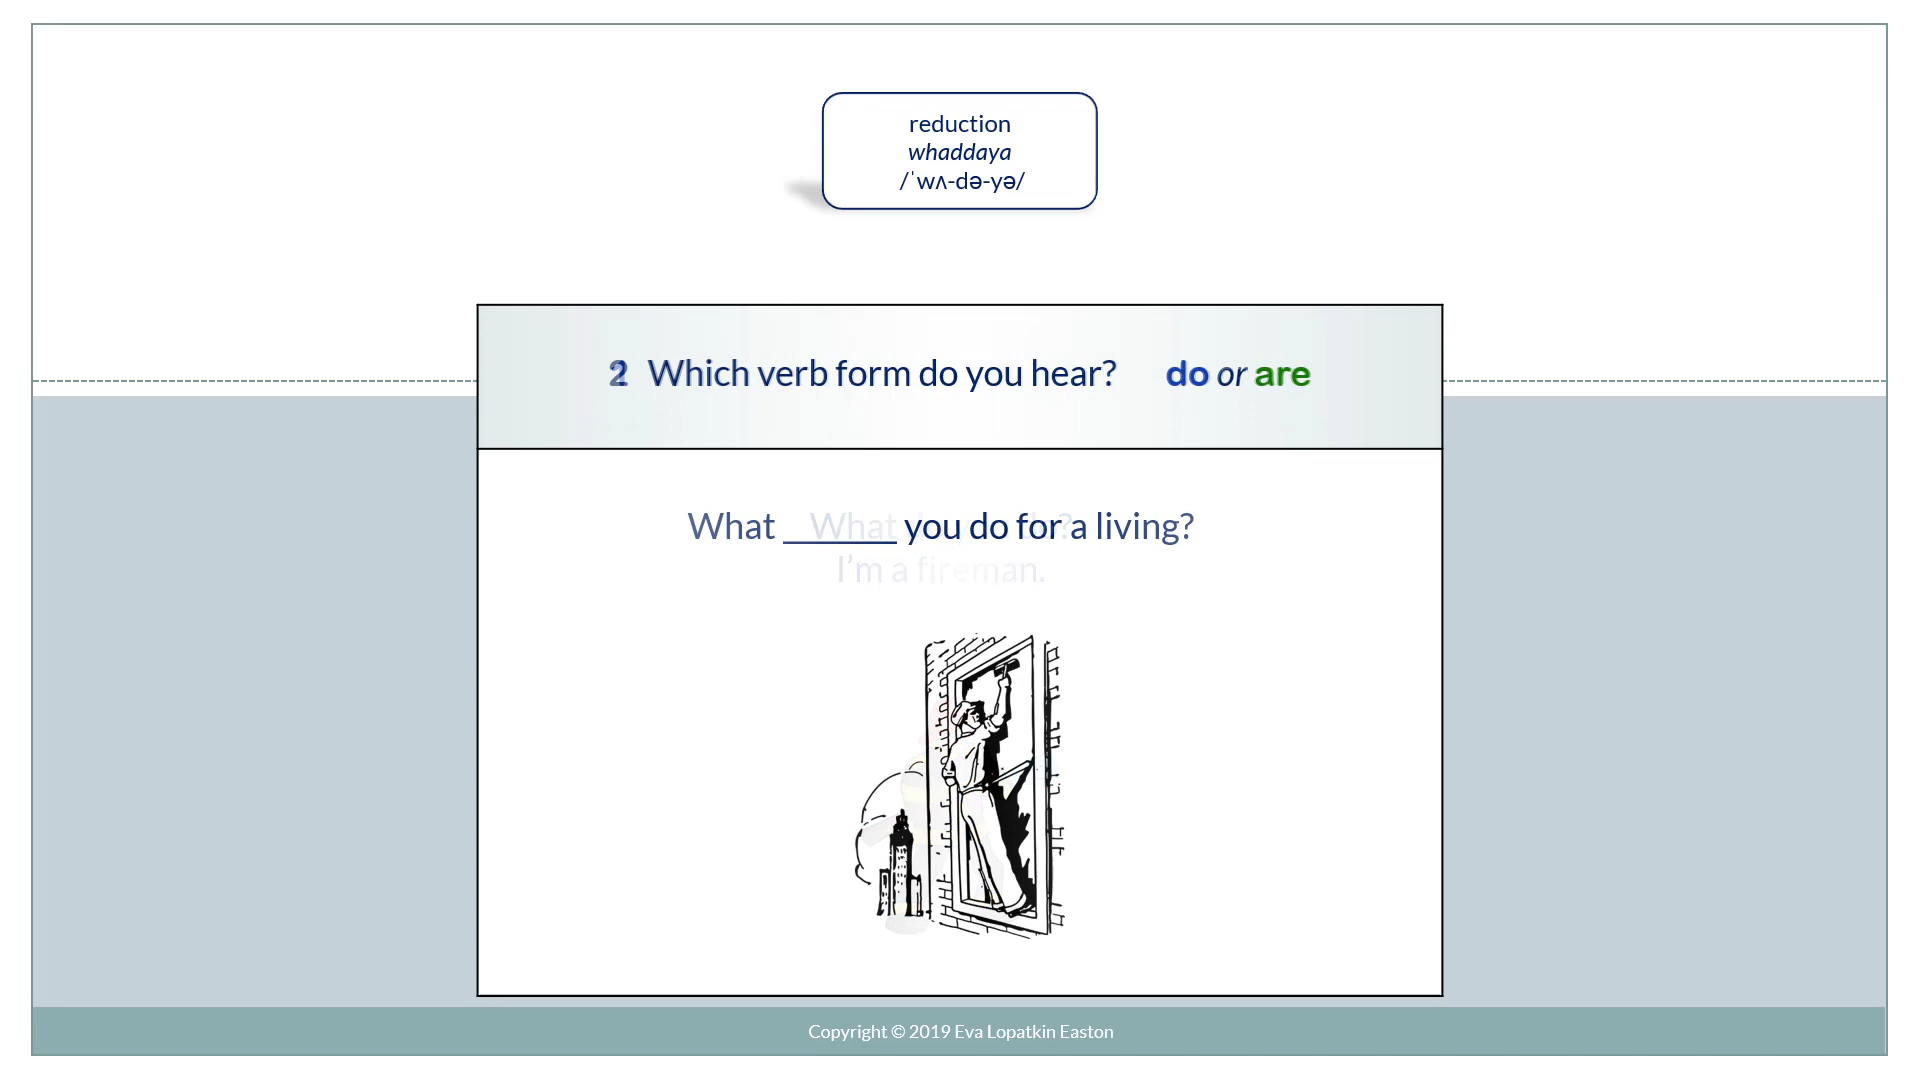 reduction
whaddaya
/ˈwʌ-də-yə/
2 Which verb form do you hear? do or are
What ______ you do for a living?
I’m a fireman.
Copyright © 2019 Eva Lopatkin Easton